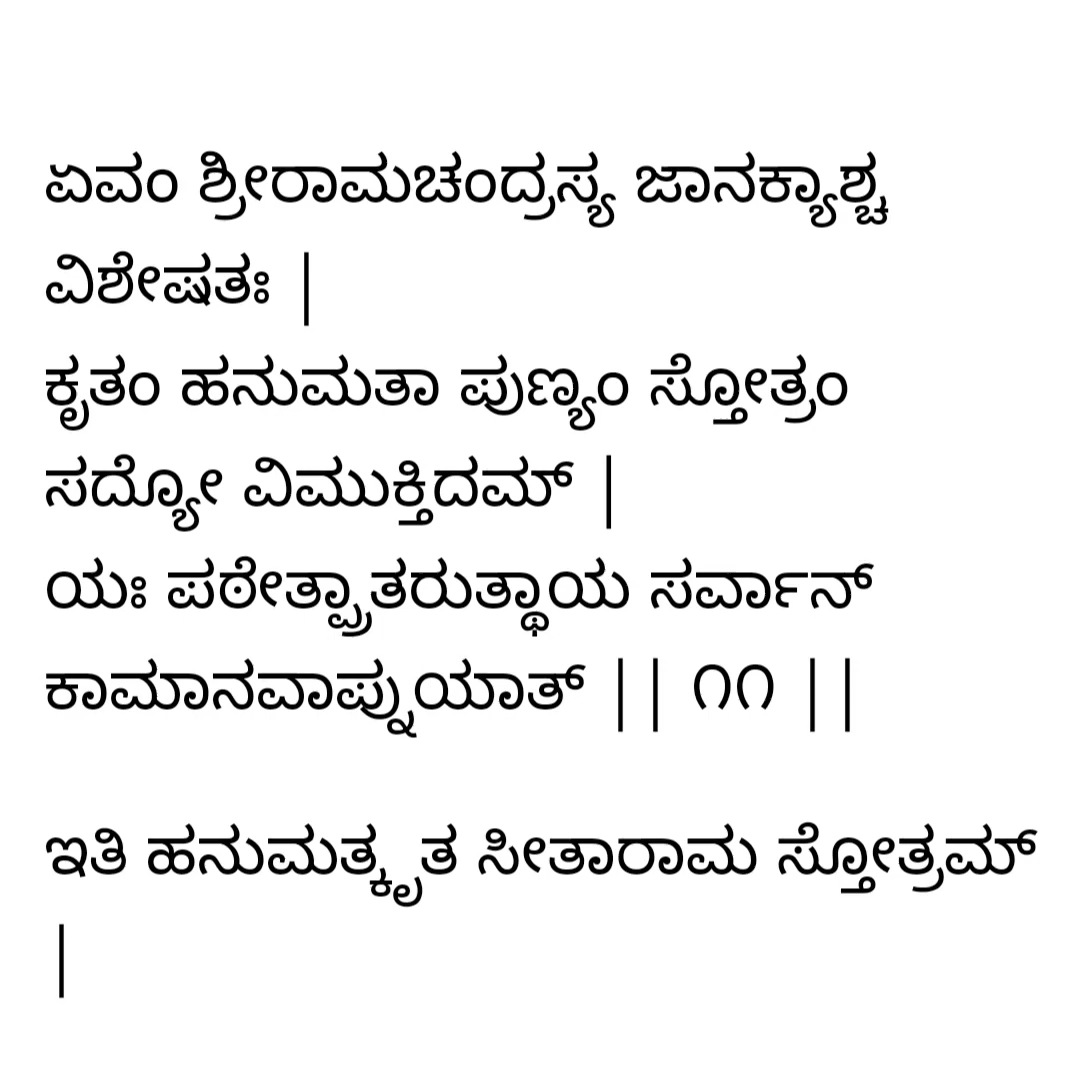 ಏವಂ ಶ್ರೀರಾಮಚಂದ್ರಸ್ಯ ಜಾನಕ್ಯಾಶ್ಚ
ವಿಶೇಷತಃ |
ಕೃತಂ ಹನುಮತಾ ಪುಣ್ಯಂ ಸ್ತೋತ್ರಂ
ಸದ್ಯೋ ವಿಮುಕ್ತಿದಮ್ |
ಯಃ ಪಠೇತ್ಪ್ರಾತರುತ್ಥಾಯ ಸರ್ವಾನ್
ಕಾಮಾನವಾಪ್ನುಯಾತ್ || ೧೧ ||
ಇತಿ ಹನುಮತ್ಕೃತ ಸೀತಾರಾಮ ಸ್ತೋತ್ರಮ್
|